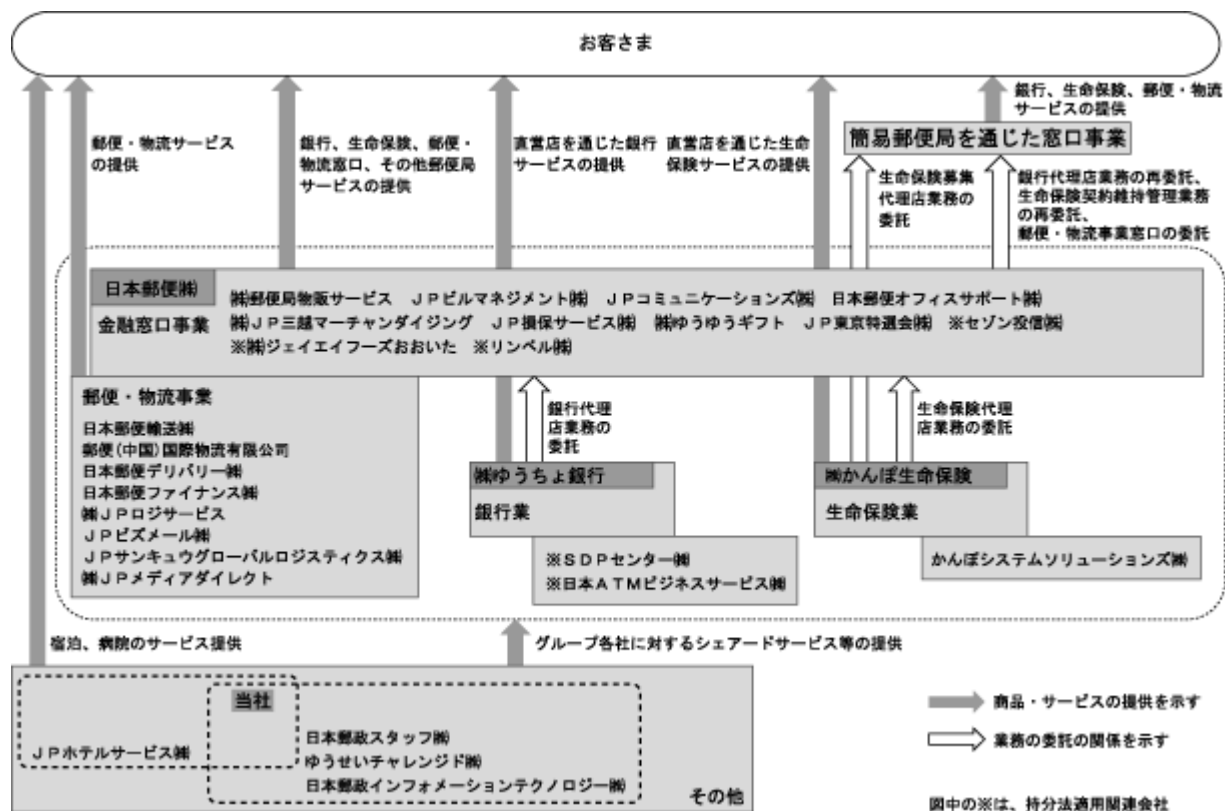 お客さま
郵便・物流サービス
の提供
銀行、生命保険、郵便・
物流窓口、その他郵便局
サービスの提供
直営店を通じた銀行
サービスの提供
直営店を通じた生命
保険サービスの提供
銀行、生命保険、郵便・物流
サービスの提供
簡易郵便局を通じた窓口事業
生命保険募集
代理店業務の
委託
銀行代理店業務の再委託、
生命保険契約維持管理業務
の再委託、
郵便・物流事業窓口の委託
日本郵便㈱
金融窓口事業
㈱郵便局物販サービス JPビルマネジメント㈱ JPコミュニケーションズ㈱ 日本郵便オフィスサポート㈱
㈱JP三越マーチャンダイジング JP損保サービス㈱ ㈱ゆうゆうギフト JP東京特選会㈱ ※セゾン投信㈱
※㈱ジェイエイフーズおおいた ※リンベル㈱
郵便・物流事業
日本郵便輸送㈱
郵便(中国)国際物流有限公司
日本郵便デリバリー㈱
日本郵便ファイナンス㈱
㈱JPロジサービス
JPビズメール㈱
JPサンキュウグローバルロジスティクス㈱
㈱JPメディアダイレクト
銀行代理
店業務の
委託
生命保険代理
店業務の委託
㈱ゆうちょ銀行
銀行業
※SDPセンター㈱
※日本ATMビジネスサービス㈱
㈱かんぽ生命保険
生命保険業
かんぽシステムソリューションズ㈱
宿泊、病院のサービス提供
グループ各社に対するシェアードサービス等の提供
当社
JPホテルサービス㈱
日本郵政スタッフ㈱
ゆうせいチャレンジド㈱
日本郵政インフォメーションテクノロジー㈱
その他
商品・サービスの提供を示す
業務の委託の関係を示す
図中の※は、持分法適用関連会社